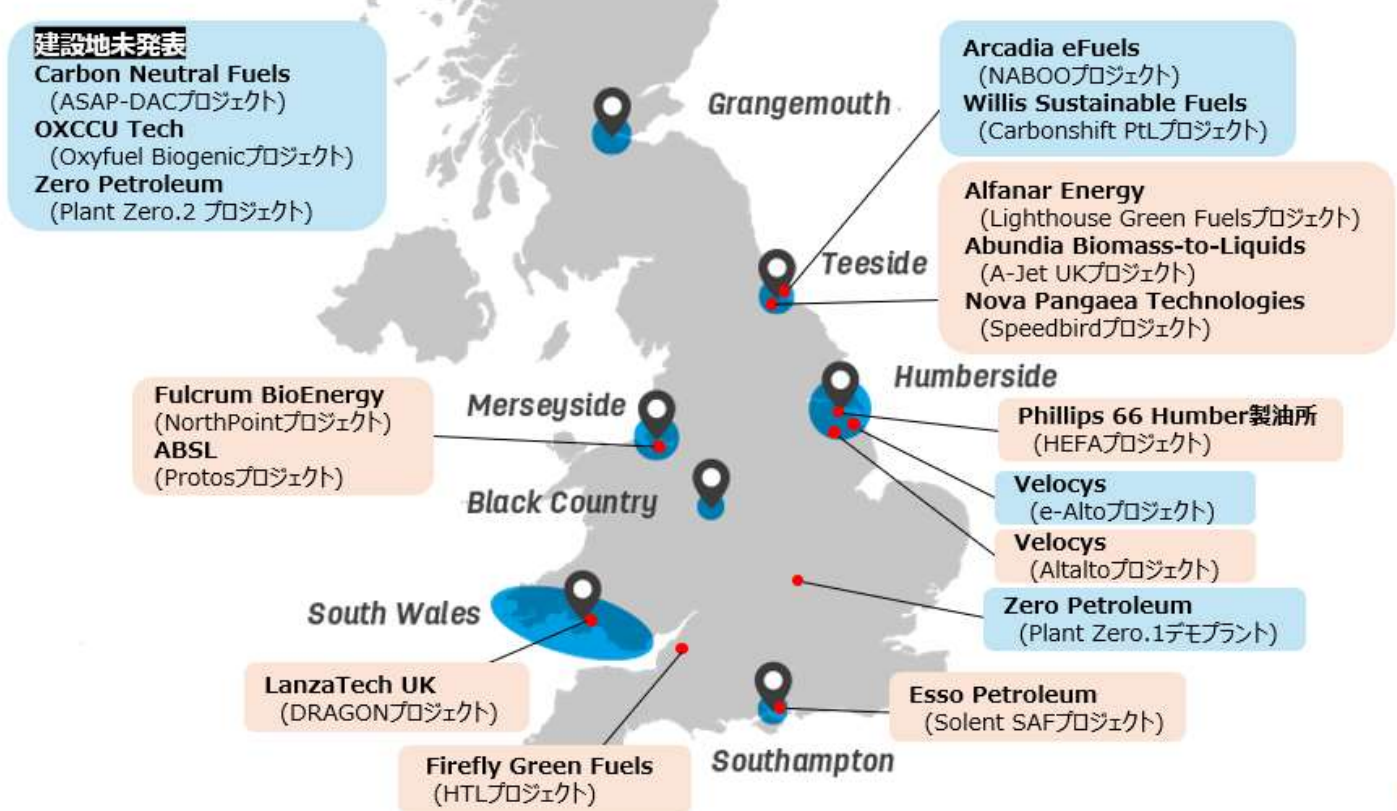 建設地未発表
Carbon Neutral Fuels
(ASAP-DACプロジェクト)
OXCCU Tech
(Oxyfuel Biogenicプロジェクト)
Zero Petroleum
(Plant Zero.2 プロジェクト)
Arcadia eFuels
(NABOOプロジェクト)
Willis Sustainable Fuels
(Carbonshift PtLプロジェクト)
Grangemouth
Alfanar Energy
(Lighthouse Green Fuelsプロジェクト)
Abundia Biomass-to-Liquids
(A-Jet UKプロジェクト)
Nova Pangaea Technologies
(Speedbirdプロジェクト)
Teeside
Humberside
Fulcrum BioEnergy
(NorthPointプロジェクト)
ABSL
(Protosプロジェクト)
Merseyside
Phillips 66 Humber製油所
(HEFAプロジェクト)
Black Country
Velocys
(e-Altoプロジェクト)
Velocys
(Altaltoプロジェクト)
Zero Petroleum
(Plant Zero.1デモプラント)
South Wales
LanzaTech UK
(DRAGONプロジェクト)
Esso Petroleum
(Solent SAFプロジェクト)
Southampton
Firefly Green Fuels
(HTLプロジェクト)